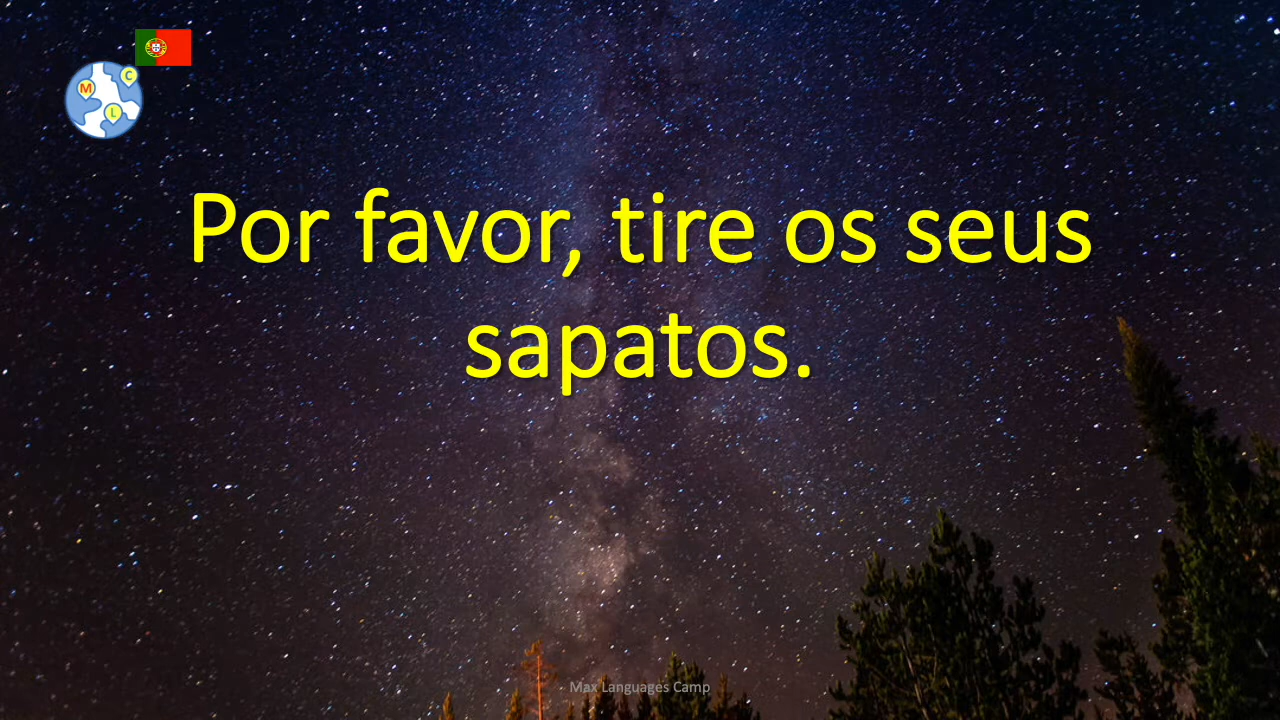 M
C
L
Por favor, tire os seus
sapatos.
Max Languages Camp